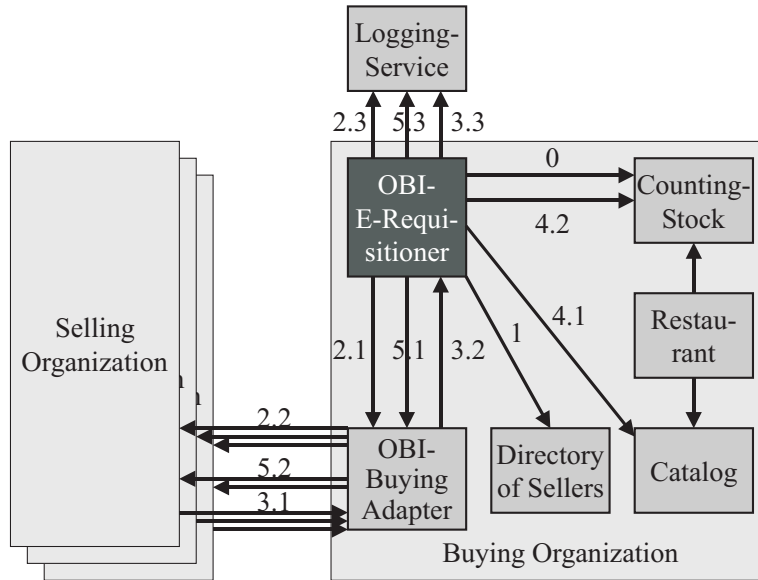 Logging-
Service
2.3
5.3
3.3
0
OBI-
E-Requi-
sitioner
Counting-
Stock
4.2
Selling
Organization
n
n
2.1
5.1
3.2
1
4.1
Restau-
rant
2.2
5.2
3.1
OBI-
Buying
Adapter
Directory
of Sellers
Catalog
Buying Organization